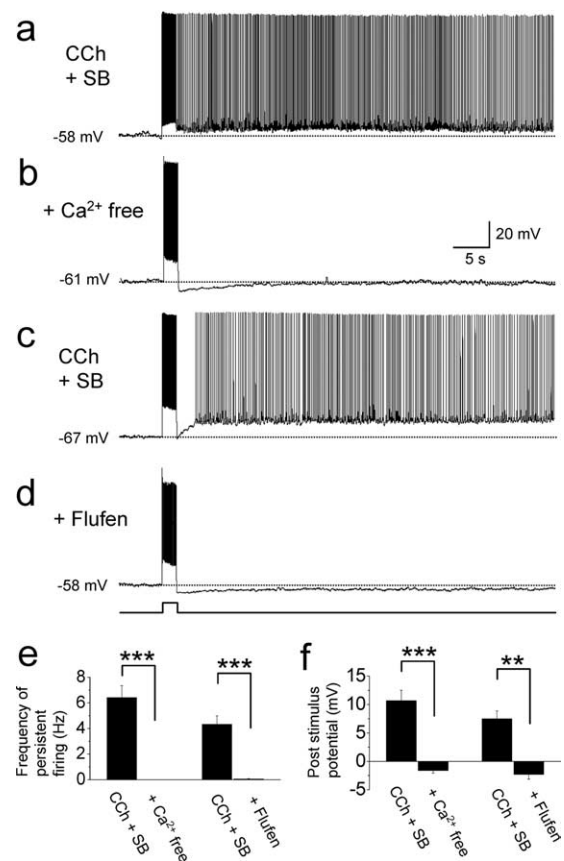 a
CCh
+ SB
-58 mV
b
+ Ca²⁺ free
20 mV
5 s
-61 mV
c
CCh
+ SB
-67 mV
d
+ Flufen
-58 mV
e
***
***
Frequency of
persistent
firing (Hz)
8
6
4
2
0
CCh + SB
+ Ca²⁺ free
CCh + SB
+ Flufen
f
***
**
Post stimulus
potential (mV)
15
10
5
0
-5
CCh + SB
+ Ca²⁺ free
CCh + SB
+ Flufen